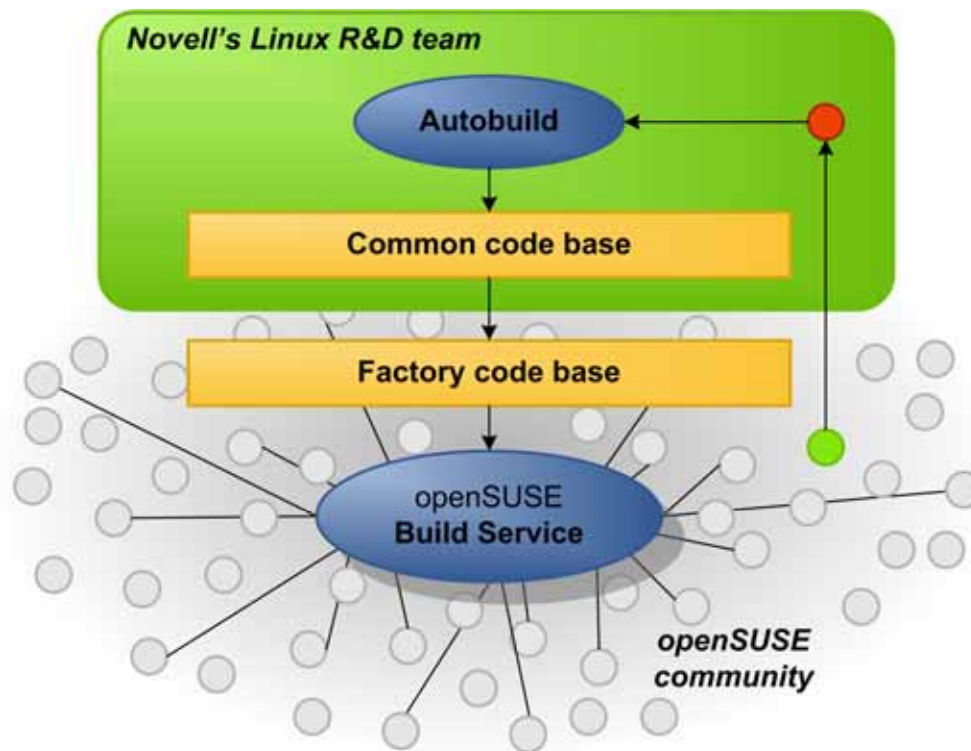 Novell's Linux R&D team
Autobuild
Common code base
Factory code base
openSUSE
Build Service
openSUSE
community